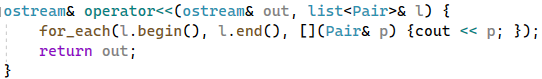 ostream& operator<<(ostream& out, list<Pair>& l) {
    for_each(l.begin(), l.end(), [](Pair& p) {cout << p; });
    return out;
}